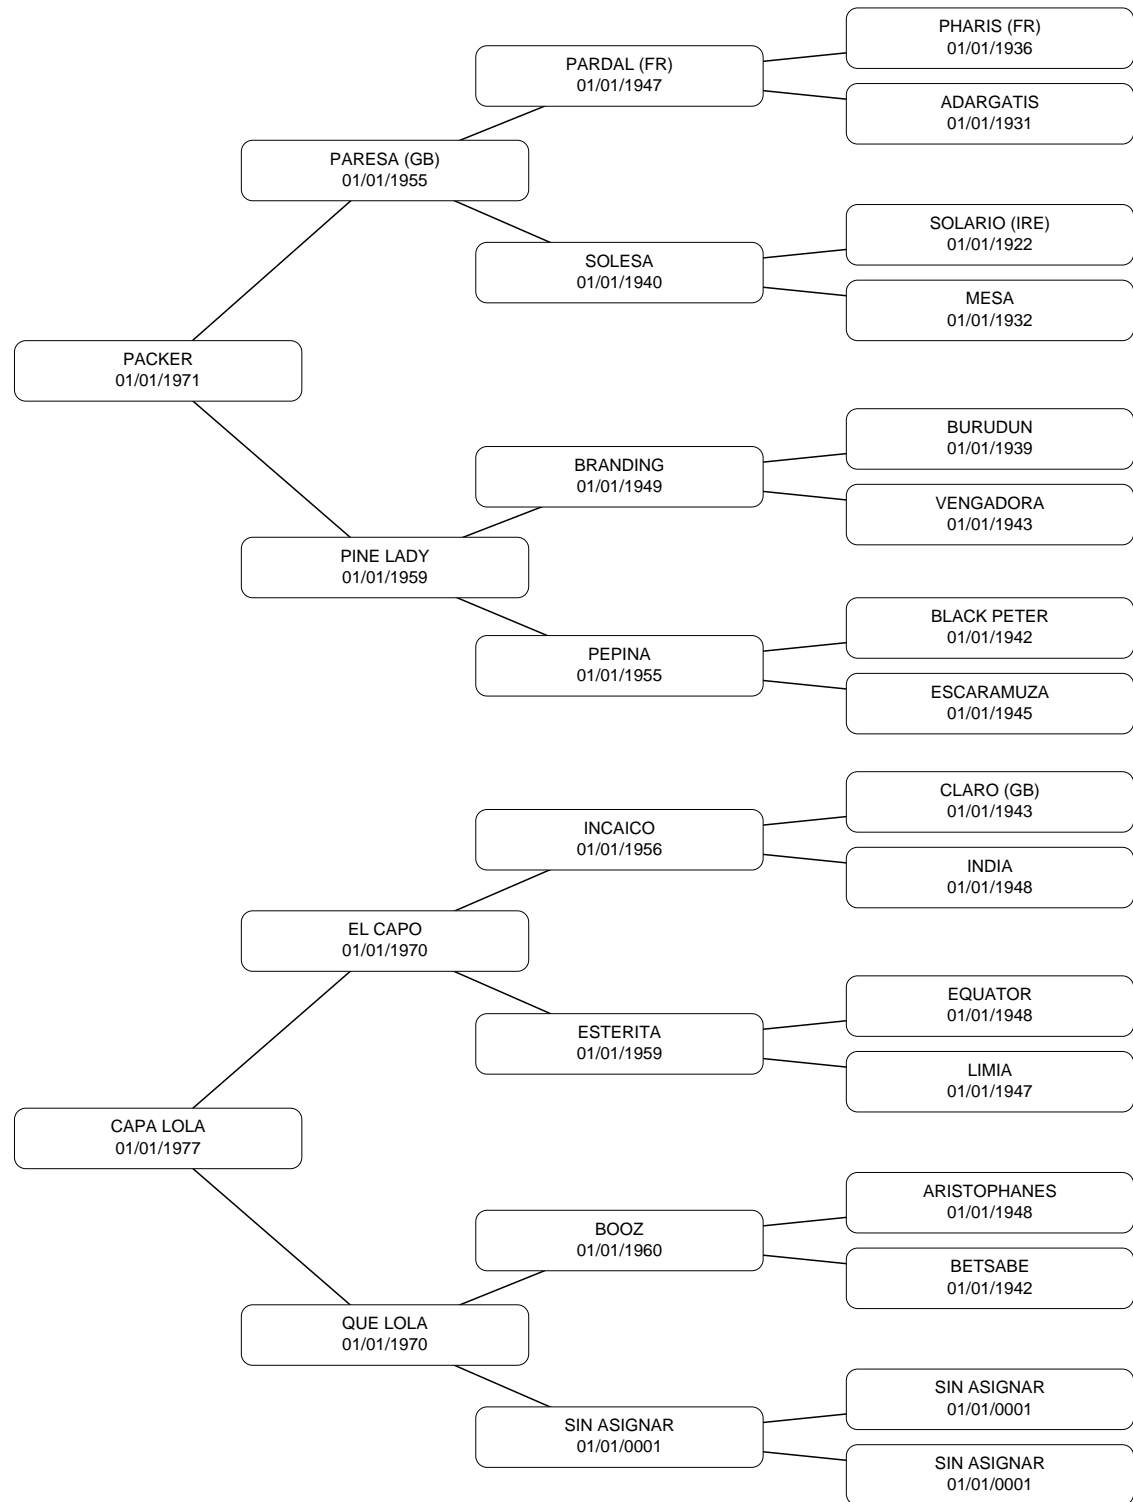 PHARIS (FR)
01/01/1936
PARDAL (FR)
01/01/1947
ADARGATIS
01/01/1931
PARESA (GB)
01/01/1955
SOLARIO (IRE)
01/01/1922
SOLESA
01/01/1940
MESA
01/01/1932
PACKER
01/01/1971
BURUDUN
01/01/1939
BRANDING
01/01/1949
VENGADORA
01/01/1943
PINE LADY
01/01/1959
BLACK PETER
01/01/1942
PEPINA
01/01/1955
ESCARAMUZA
01/01/1945
CLARO (GB)
01/01/1943
INCAICO
01/01/1956
INDIA
01/01/1948
EL CAPO
01/01/1970
EQUATOR
01/01/1948
ESTERITA
01/01/1959
LIMIA
01/01/1947
CAPA LOLA
01/01/1977
ARISTOPHANES
01/01/1948
BOOZ
01/01/1960
BETSABE
01/01/1942
QUE LOLA
01/01/1970
SIN ASIGNAR
01/01/0001
SIN ASIGNAR
01/01/0001
SIN ASIGNAR
01/01/0001